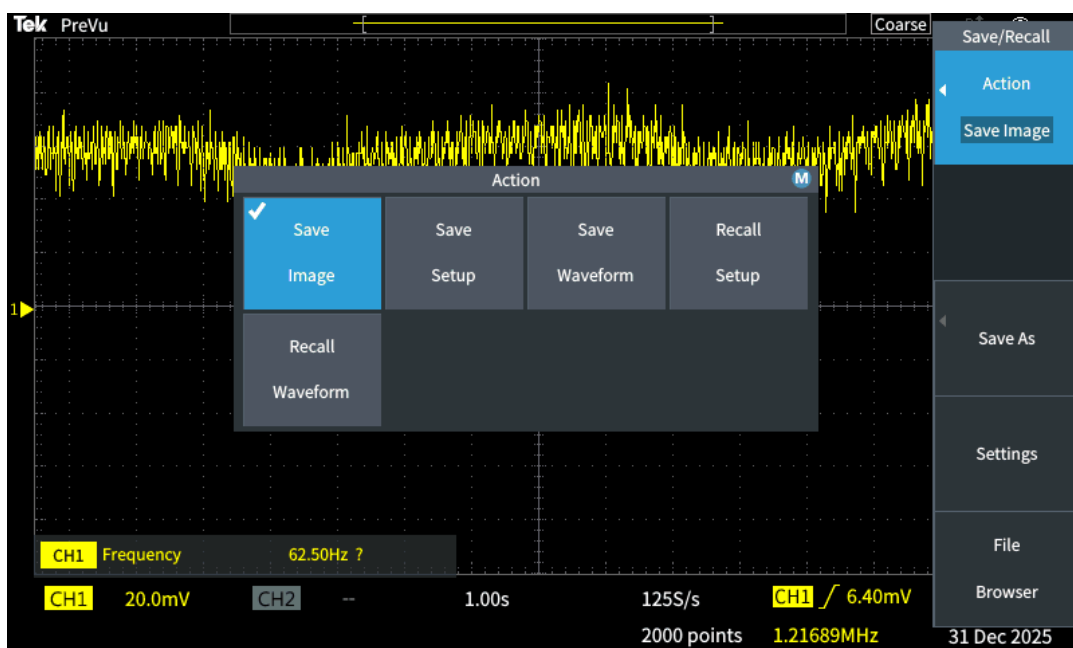 Tek PreVu
Coarse
Save/Recall
Action
Save Image
Action
M
Save
Image
Save
Setup
Save
Waveform
Recall
Setup
Recall
Waveform
1
Save As
Settings
File
Browser
CH1 Frequency 62.50Hz ?
CH1 20.0mV CH2 -- 1.00s 125S/s CH1 6.40mV
2000 points 1.21689MHz 31 Dec 2025